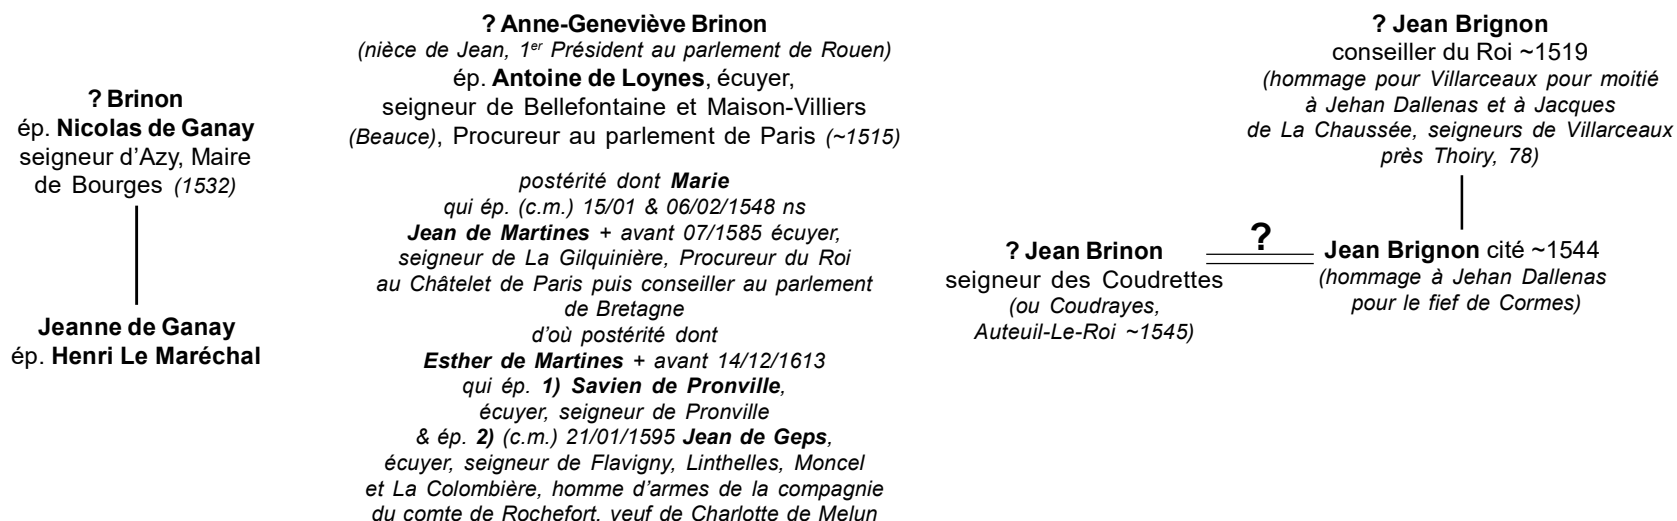 ? Brinon
ép. Nicolas de Ganay
seigneur d'Azy, Maire
de Bourges (1532)
Jeanne de Ganay
ép. Henri Le Maréchal
? Anne-Geneviève Brinon
(nièce de Jean, 1er Président au parlement de Rouen)
ép. Antoine de Loynes, écuyer,
seigneur de Bellefontaine et Maison-Villiers
(Beauce), Procureur au parlement de Paris (~1515)
postérité dont Marie
qui ép. (c.m.) 15/01 & 06/02/1548 ns
Jean de Martines + avant 07/1585 écuyer,
seigneur de La Gilquinière, Procureur du Roi
au Châtelet de Paris puis conseiller au parlement
de Bretagne
d'où postérité dont
Esther de Martines + avant 14/12/1613
qui ép. 1) Savien de Pronville,
écuyer, seigneur de Pronville
& ép. 2) (c.m.) 21/01/1595 Jean de Geps,
écuyer, seigneur de Flavigny, Linthelles, Moncel
et La Colombière, homme d'armes de la compagnie
du comte de Rochefort, veuf de Charlotte de Melun
? Jean Brinon
seigneur des Coudrettes
(ou Coudrayes,
Auteuil-Le-Roi ~1545)
?
? Jean Brignon
conseiller du Roi ~1519
(hommage pour Villarceaux pour moitié
à Jehan Dallenas et à Jacques
de La Chaussée, seigneurs de Villarceaux
près Thoiry, 78)
Jean Brignon cité ~1544
(hommage à Jehan Dallenas
pour le fief de Cormes)